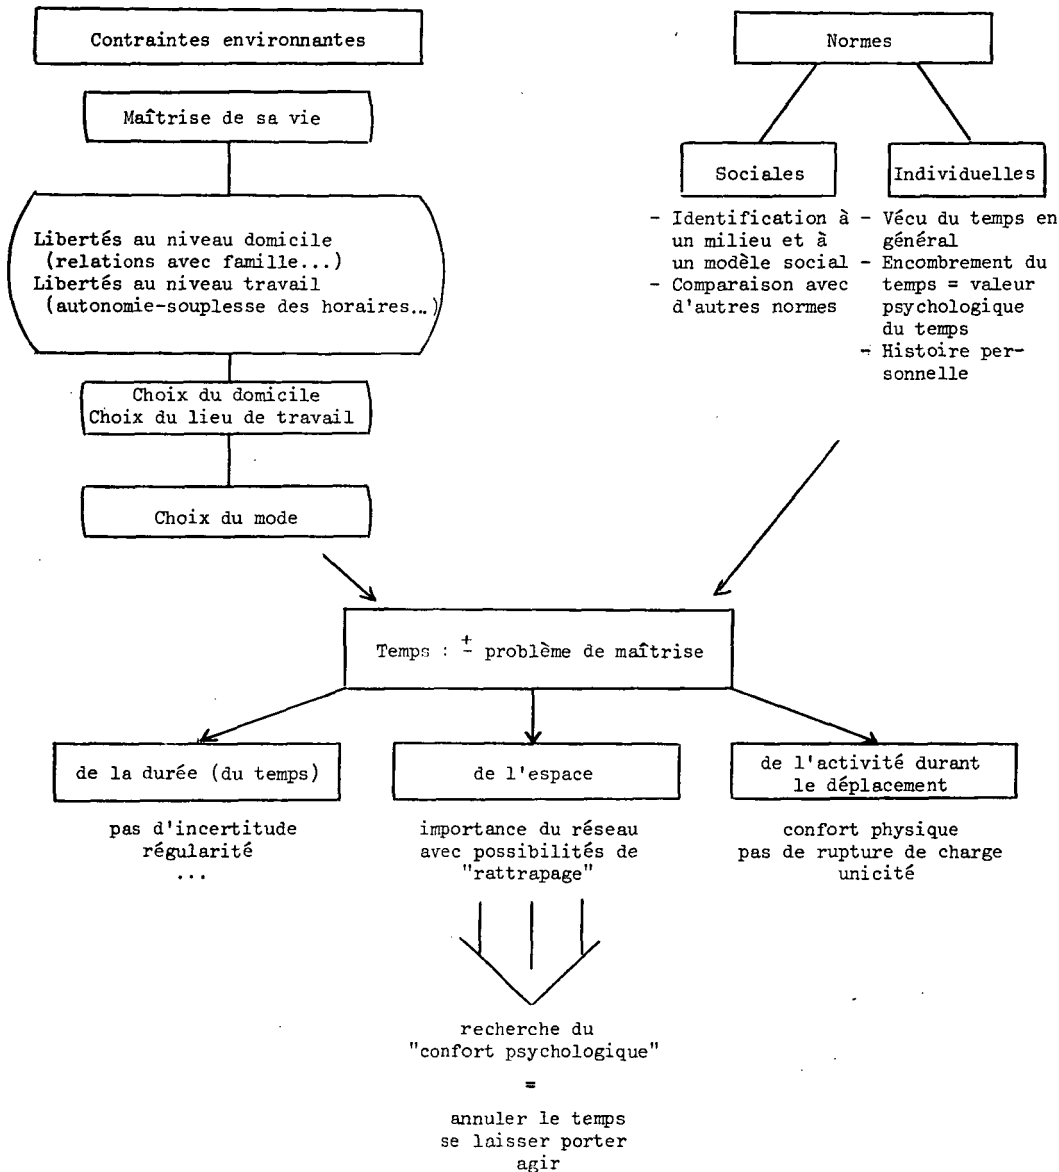 Contraintes environnantes
Maîtrise de sa vie
Libertés au niveau domicile
(relations avec famille...)
Libertés au niveau travail
(autonomie-souplesse des horaires...)
Choix du domicile
Choix du lieu de travail
Choix du mode
Normes
Sociales
- Identification à
un milieu et à
un modèle social
- Comparaison avec
d'autres normes
Individuelles
- Vécu du temps en
général
- Encombrement du
temps = valeur
psychologique
du temps
- Histoire per-
sonnelle
Temps : ± problème de maîtrise
de la durée (du temps)
pas d'incertitude
régularité
...
de l'espace
importance du réseau
avec possibilités de
"rattrapage"
de l'activité durant
le déplacement
confort physique
pas de rupture de charge
unicité
recherche du
"confort psychologique"
=
annuler le temps
se laisser porter
agir